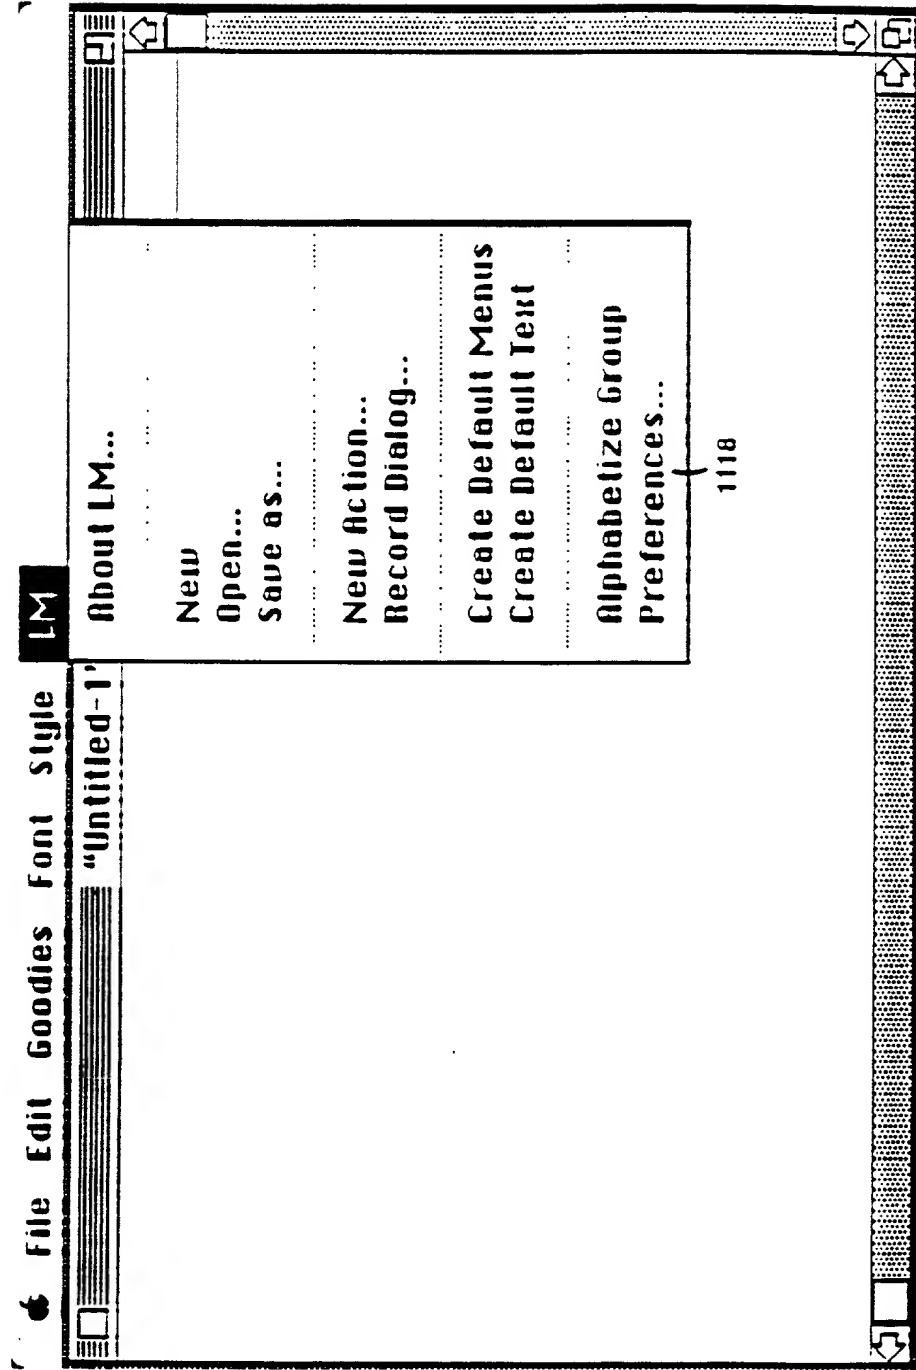 File Edit Goodies Font Style LM
"Untitled-1"
About LM...
New
Open...
Save as...
New Action...
Record Dialog...
Create Default Menus
Create Default Text
Alphabetize Group
Preferences...
1118